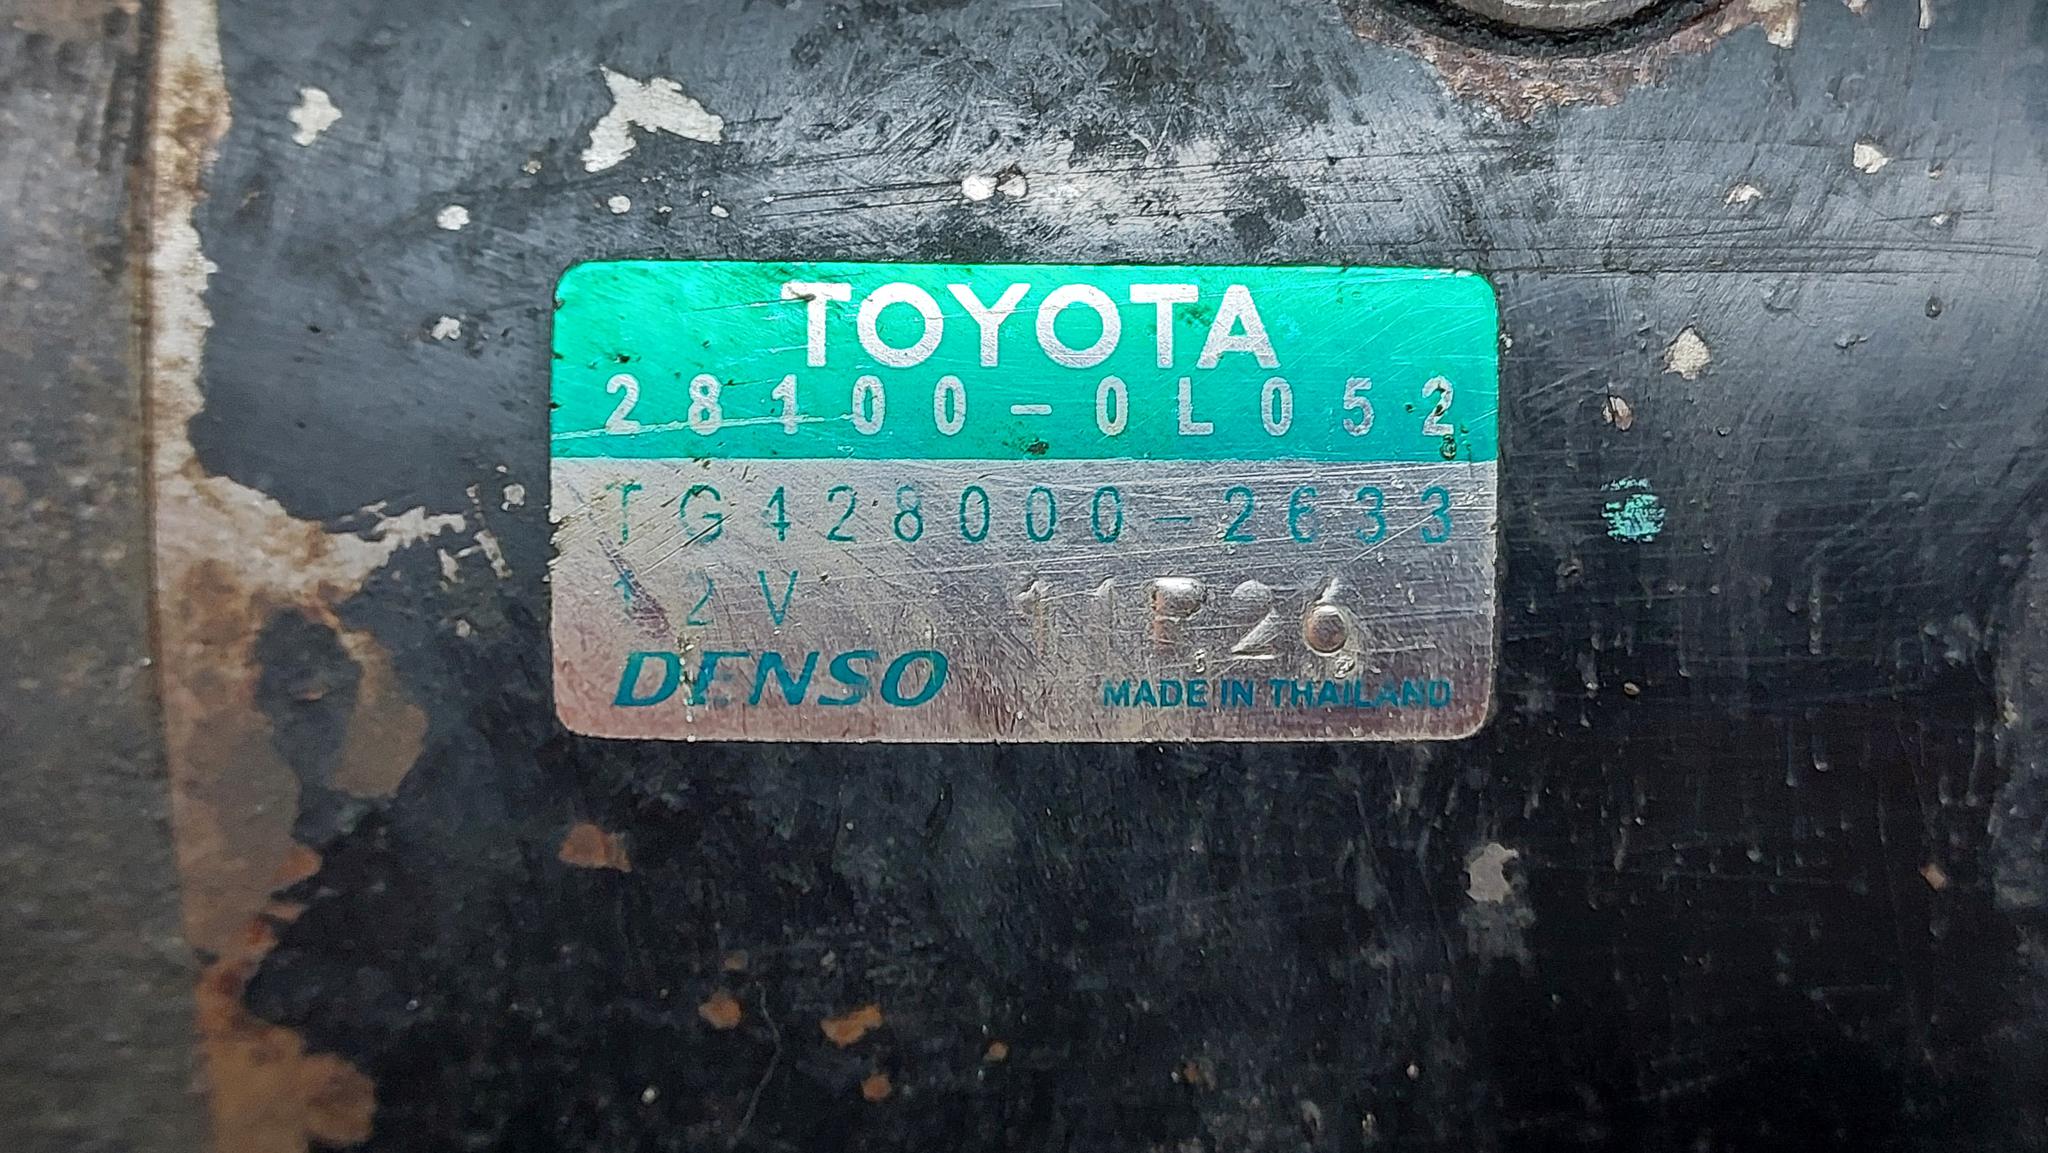 TOYOTA
28100-0L052
TG428000-2633
12V 11P26
DENSO MADE IN THAILAND